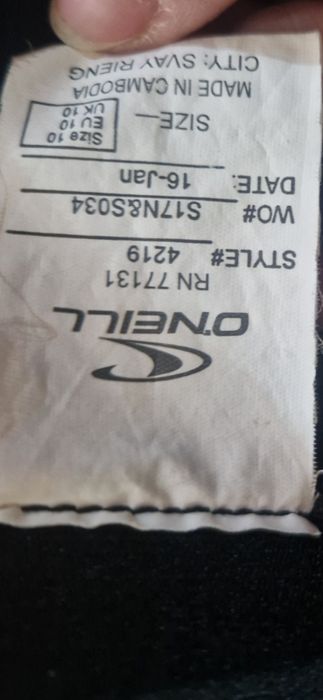 O'NEILL
RN 77131
STYLE# 4219
WO# S17N&S034
DATE: 16-Jan
SIZE— Size 10
EU 10
UK 10
MADE IN CAMBODIA
CITY: SVAY RIENG